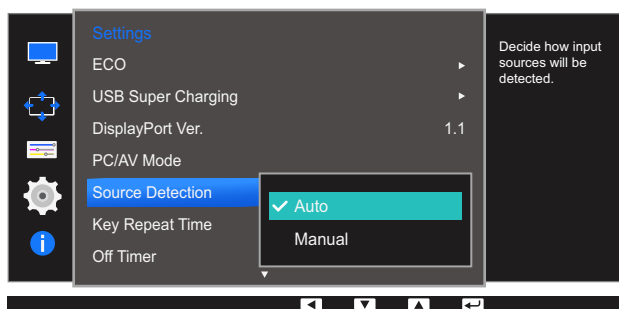 Settings
ECO
USB Super Charging
DisplayPort Ver. 1.1
PC/AV Mode
Source Detection
Auto
Key Repeat Time
Manual
Off Timer
Decide how input
sources will be
detected.